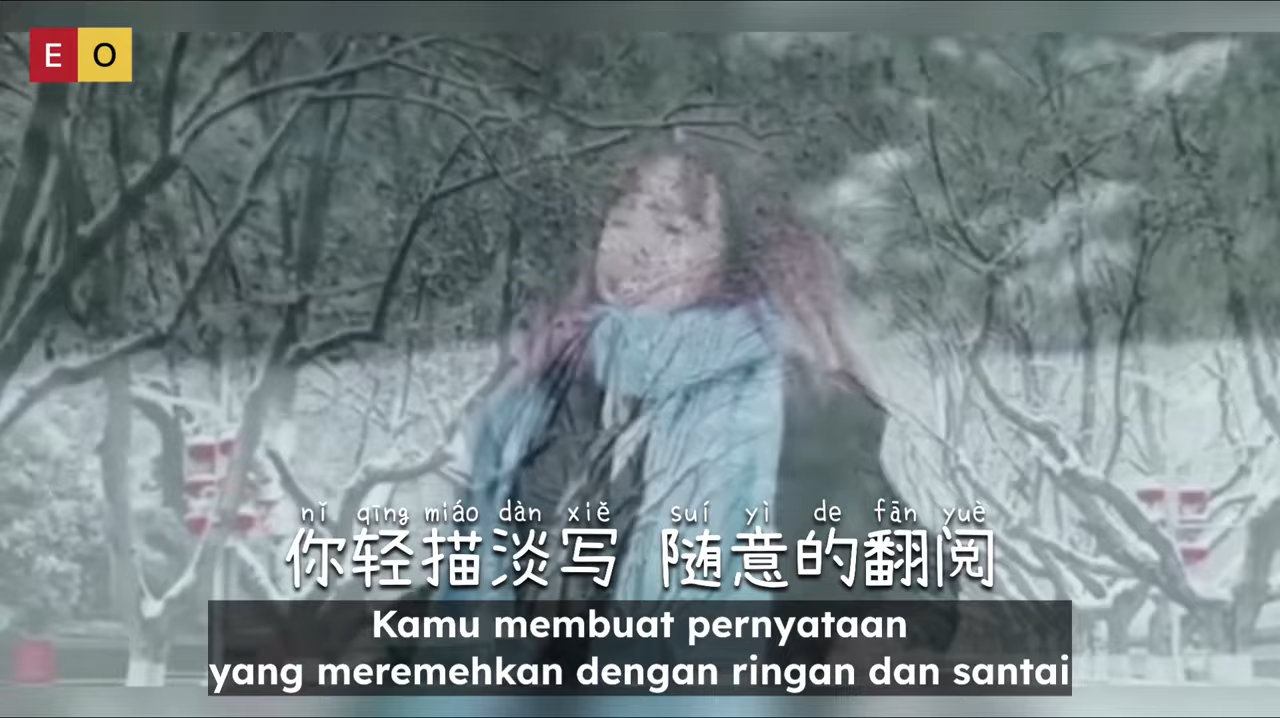 E O
nǐ qīng miáo dàn xiě suí yì de fān yuè
你轻描淡写 随意的翻阅
Kamu membuat pernyataan
yang meremehkan dengan ringan dan santai